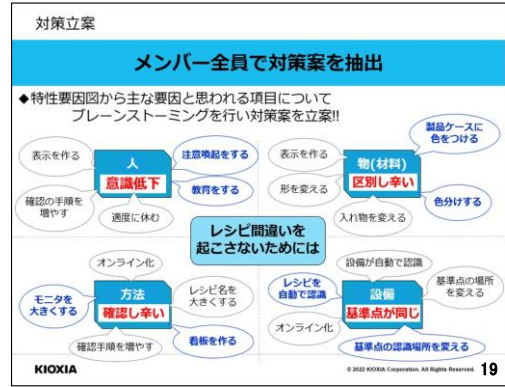 対策立案
メンバー全員で対策案を抽出
◆特性要因図から主な要因と思われる項目について
ブレーンストーミングを行い対策案を立案!!
表示を作る
人
意識低下
注意喚起をする
教育をする
確認の手順を
増やす
適度に休む
表示を作る
物(材料)
区別し辛い
製品ケースに
色をつける
形を変える
色分けする
入れ物を変える
レシピ間違いを
起こさないためには
オンライン化
モニタを
大きくする
方法
確認し辛い
レシピ名を
大きくする
確認手順を増やす
看板を作る
設備が自動で認識
レシピを
自動で認識
設備
基準点が同じ
基準点の場所
を変える
オンライン化
基準点の認識場所を変える
KIOXIA
© 2022 KIOXIA Corporation. All Rights Reserved.
19